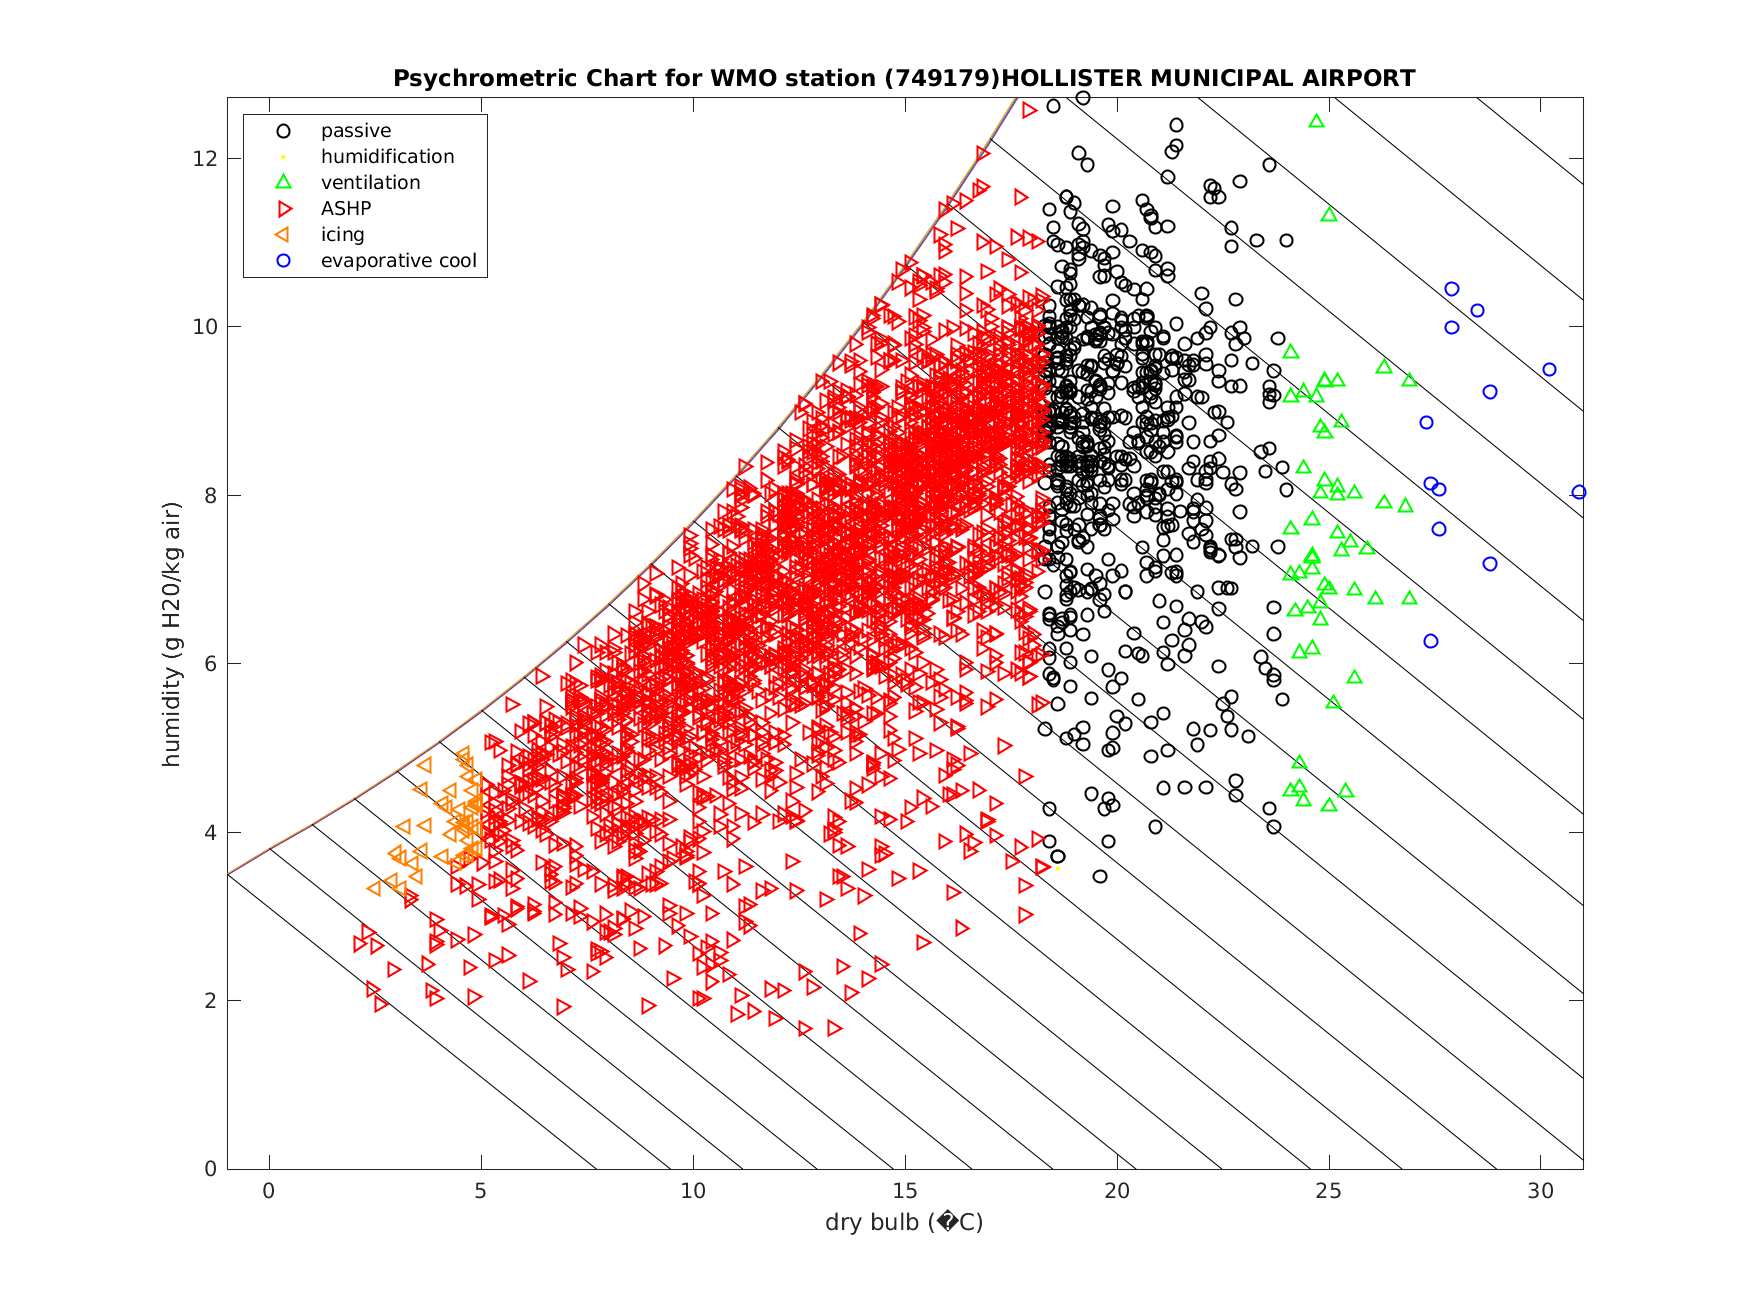 Psychrometric Chart for WMO station (749179)HOLLISTER MUNICIPAL AIRPORT
passive
humidification
ventilation
ASHP
icing
evaporative cool
humidity (g H20/kg air)
12
10
8
6
4
2
0
0 5 10 15 20 25 30
dry bulb (�C)